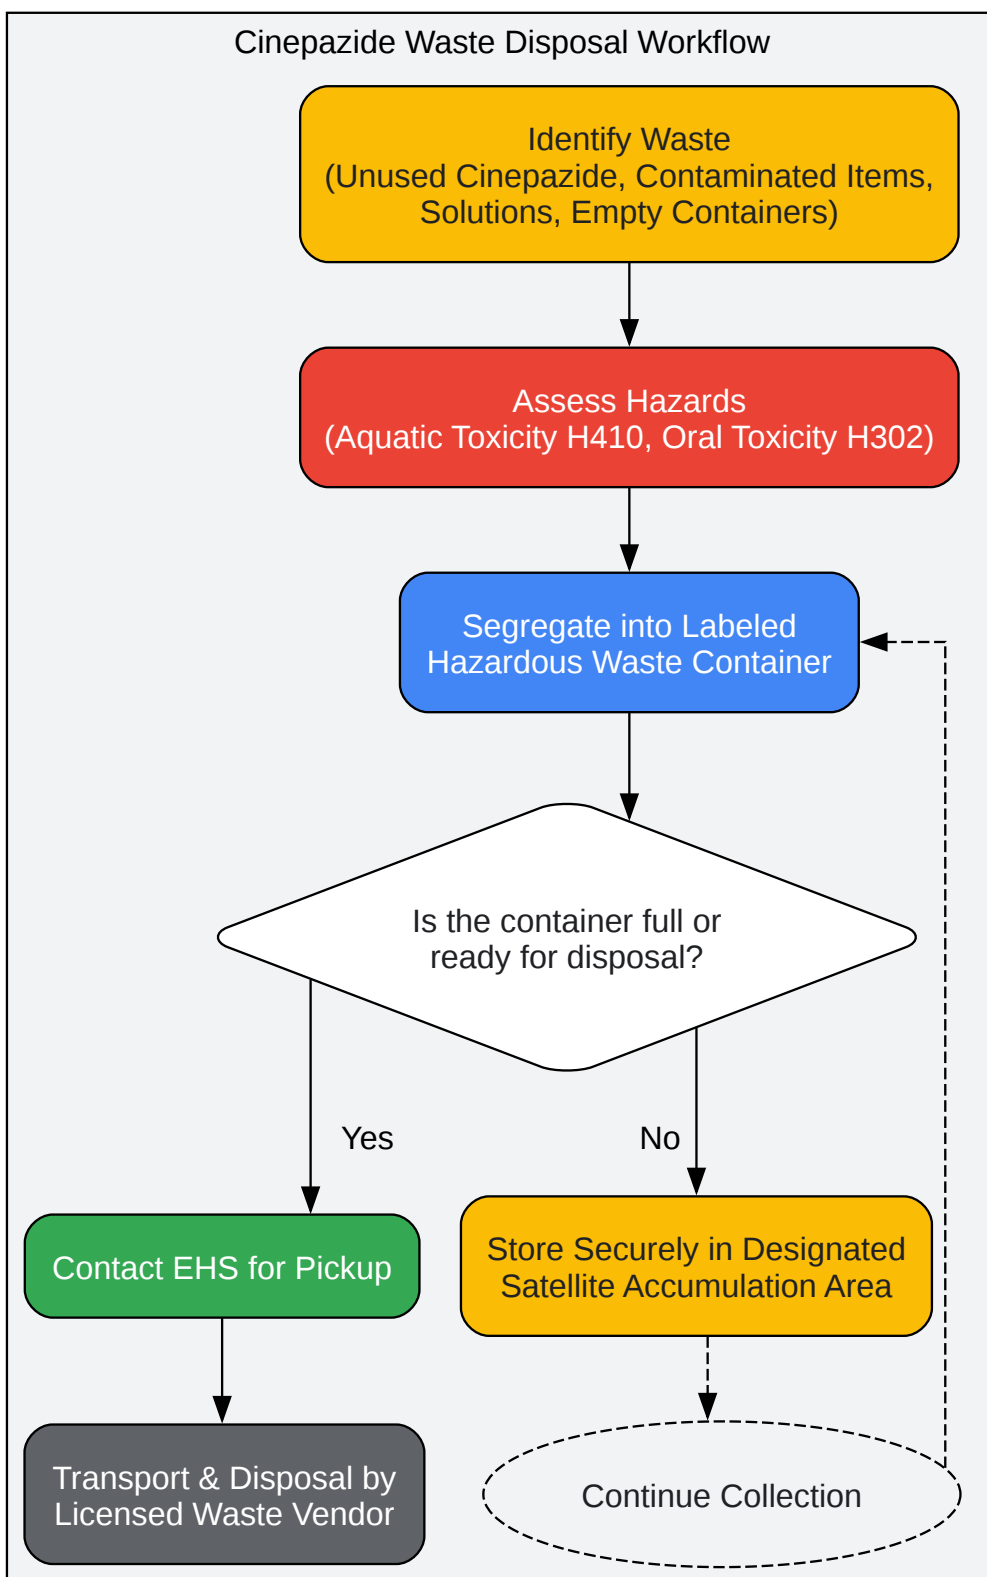 Cinepazide Waste Disposal Workflow
Identify Waste
(Unused Cinepazide, Contaminated Items,
Solutions, Empty Containers)
Assess Hazards
(Aquatic Toxicity H410, Oral Toxicity H302)
Segregate into Labeled
Hazardous Waste Container
Is the container full or
ready for disposal?
Yes
No
Contact EHS for Pickup
Store Securely in Designated
Satellite Accumulation Area
Transport & Disposal by
Licensed Waste Vendor
Continue Collection